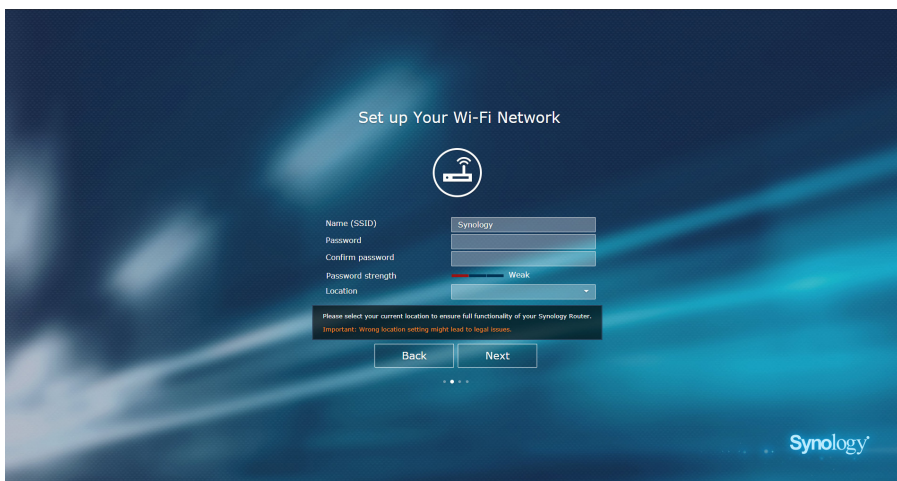 Set up Your Wi-Fi Network
Name (SSID)
Synology
Password
Confirm password
Password strength
Weak
Location
Please select your current location to ensure full functionality of your Synology Router.
Important: Wrong location setting might lead to legal issues.
Back
Next
Synology